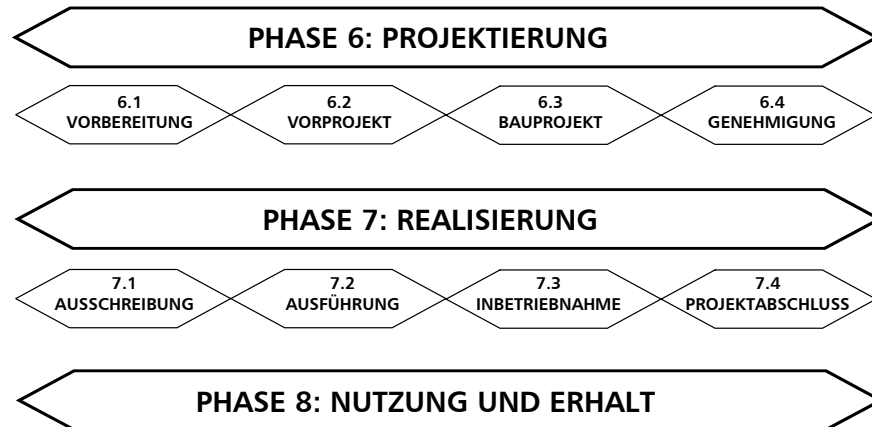 PHASE 6: PROJEKTIERUNG
6.1
VORBEREITUNG
6.2
VORPROJEKT
6.3
BAUPROJEKT
6.4
GENEHMIGUNG
PHASE 7: REALISIERUNG
7.1
AUSSCHREIBUNG
7.2
AUSFÜHRUNG
7.3
INBETRIEBNAHME
7.4
PROJEKTABSCHLUSS
PHASE 8: NUTZUNG UND ERHALT